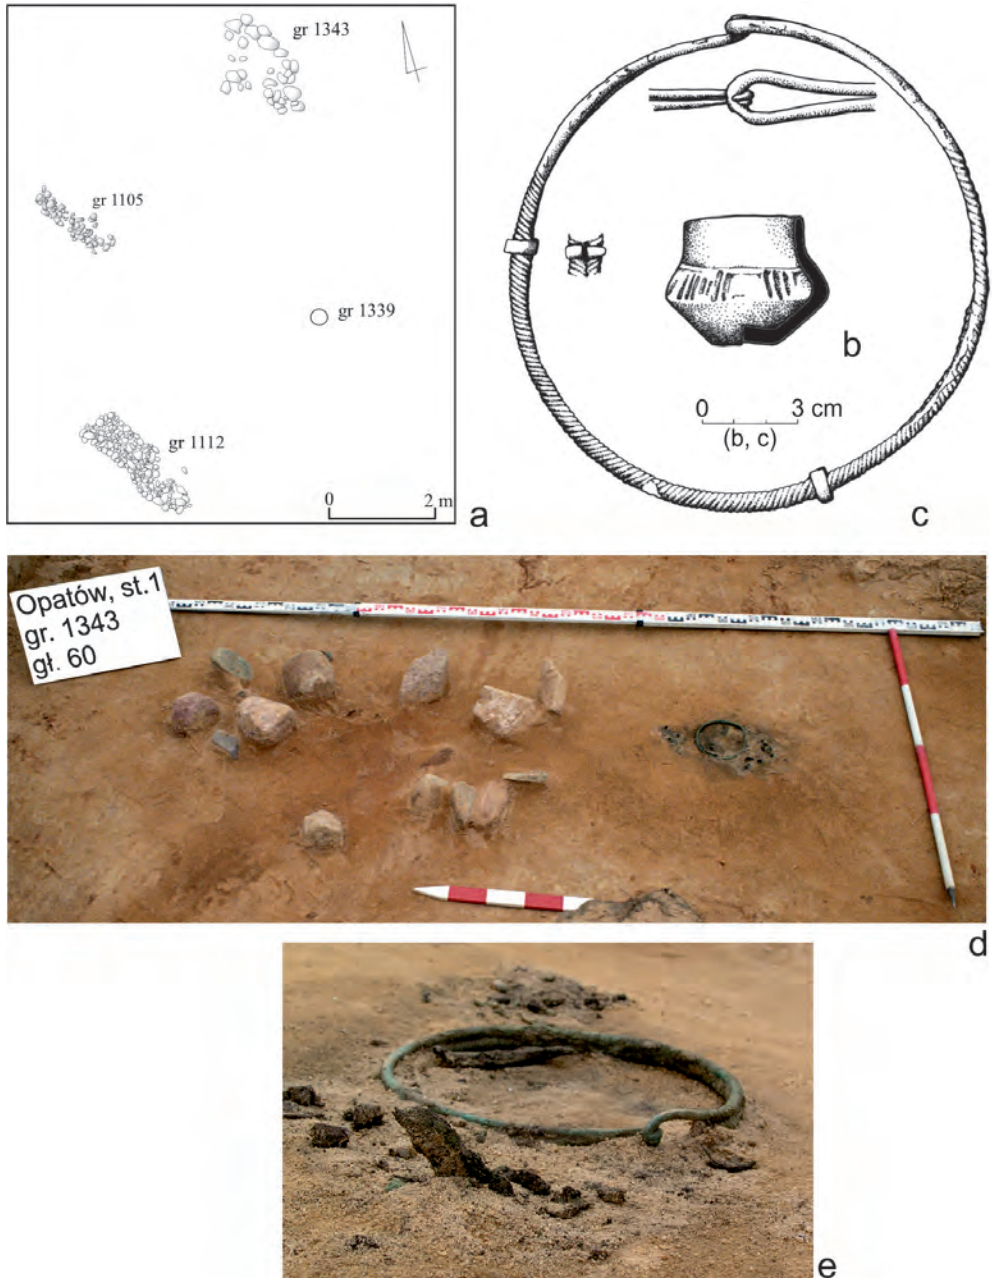 gr 1343
gr 1105
gr 1339
gr 1112
0 2 m
a
b
0 3 cm
(b, c)
c
Opatów, st.1
gr. 1343
gł. 60
d
e